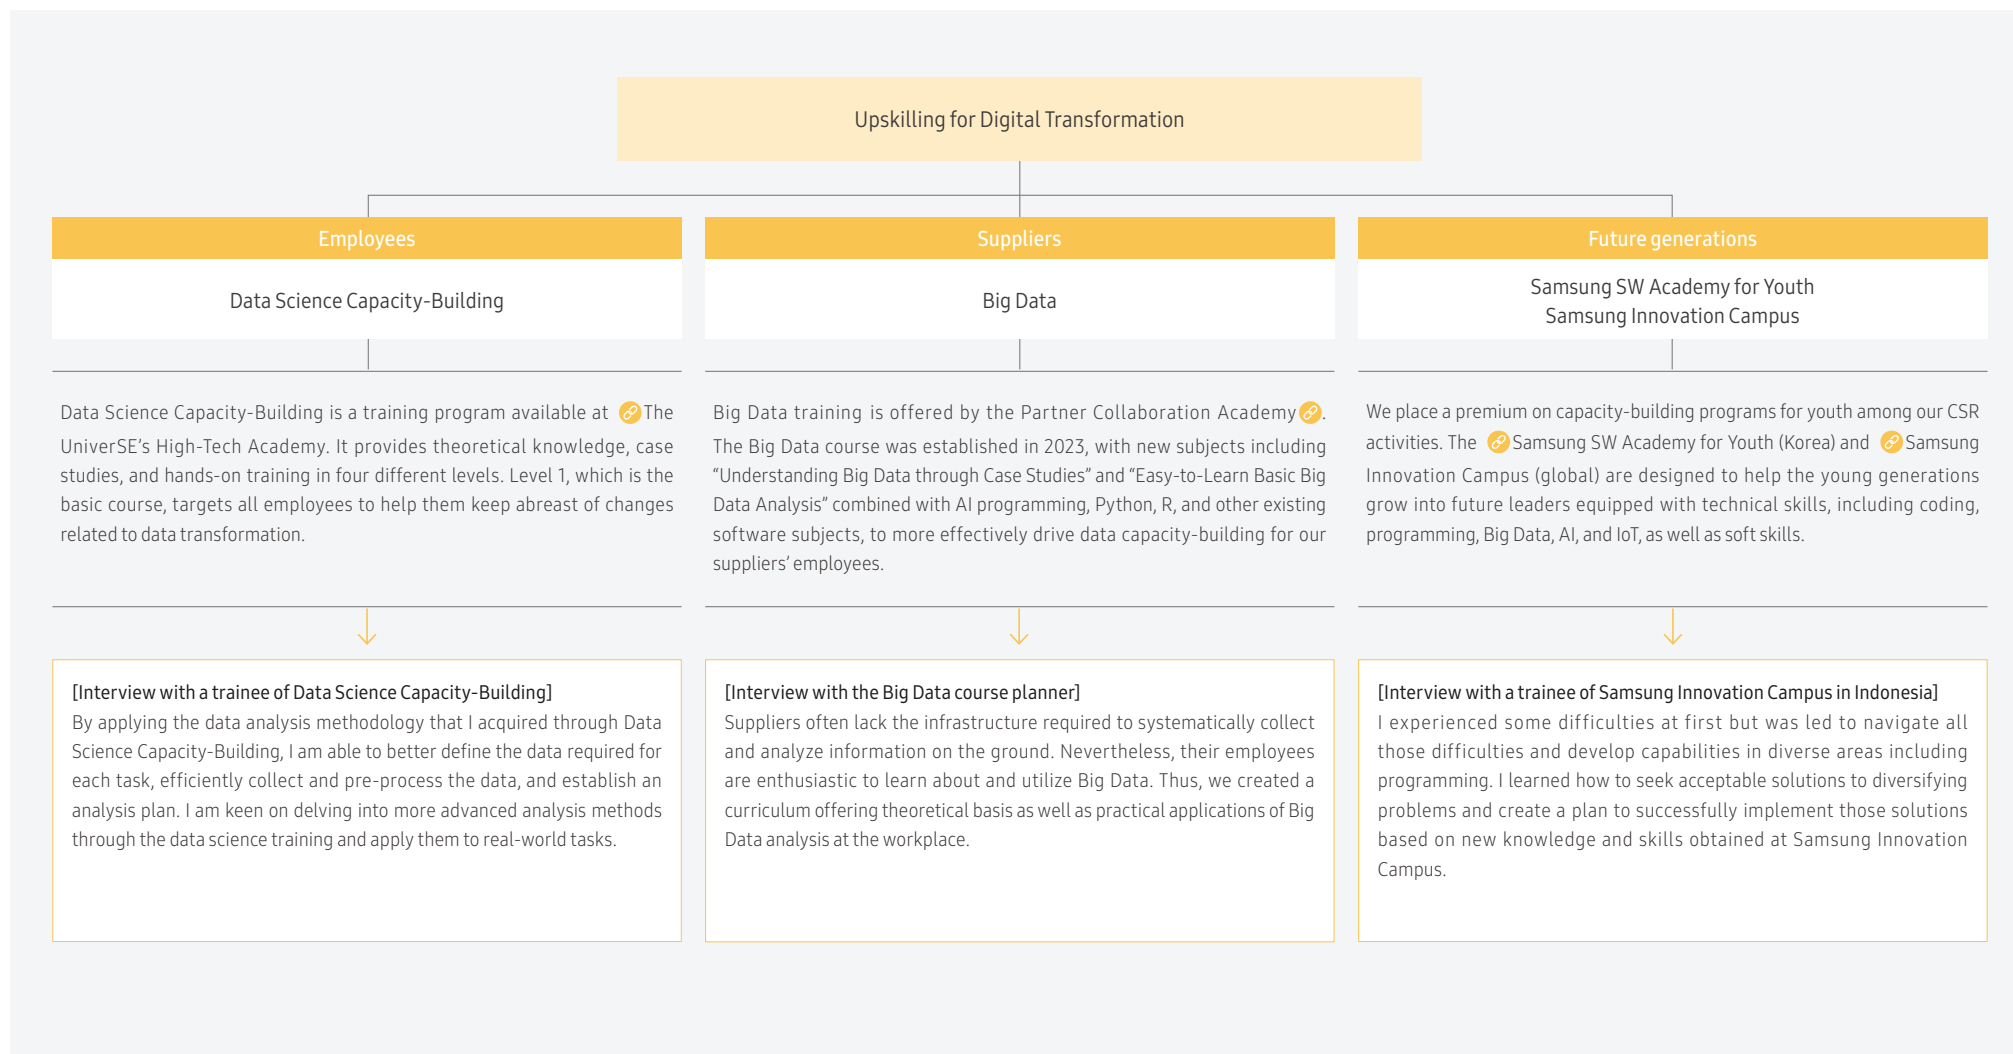 Upskilling for Digital Transformation
Employees
Data Science Capacity-Building
Data Science Capacity-Building is a training program available at The
UniverSE’s High-Tech Academy. It provides theoretical knowledge, case
studies, and hands-on training in four different levels. Level 1, which is the
basic course, targets all employees to help them keep abreast of changes
related to data transformation.
[Interview with a trainee of Data Science Capacity-Building]
By applying the data analysis methodology that I acquired through Data
Science Capacity-Building, I am able to better define the data required for
each task, efficiently collect and pre-process the data, and establish an
analysis plan. I am keen on delving into more advanced analysis methods
through the data science training and apply them to real-world tasks.
Suppliers
Big Data
Big Data training is offered by the Partner Collaboration Academy.
The Big Data course was established in 2023, with new subjects including
“Understanding Big Data through Case Studies” and “Easy-to-Learn Basic Big
Data Analysis” combined with AI programming, Python, R, and other existing
software subjects, to more effectively drive data capacity-building for our
suppliers’ employees.
[Interview with the Big Data course planner]
Suppliers often lack the infrastructure required to systematically collect
and analyze information on the ground. Nevertheless, their employees
are enthusiastic to learn about and utilize Big Data. Thus, we created a
curriculum offering theoretical basis as well as practical applications of Big
Data analysis at the workplace.
Future generations
Samsung SW Academy for Youth
Samsung Innovation Campus
We place a premium on capacity-building programs for youth among our CSR
activities. The Samsung SW Academy for Youth (Korea) and Samsung
Innovation Campus (global) are designed to help the young generations
grow into future leaders equipped with technical skills, including coding,
programming, Big Data, AI, and IoT, as well as soft skills.
[Interview with a trainee of Samsung Innovation Campus in Indonesia]
I experienced some difficulties at first but was led to navigate all
those difficulties and develop capabilities in diverse areas including
programming. I learned how to seek acceptable solutions to diversifying
problems and create a plan to successfully implement those solutions
based on new knowledge and skills obtained at Samsung Innovation
Campus.